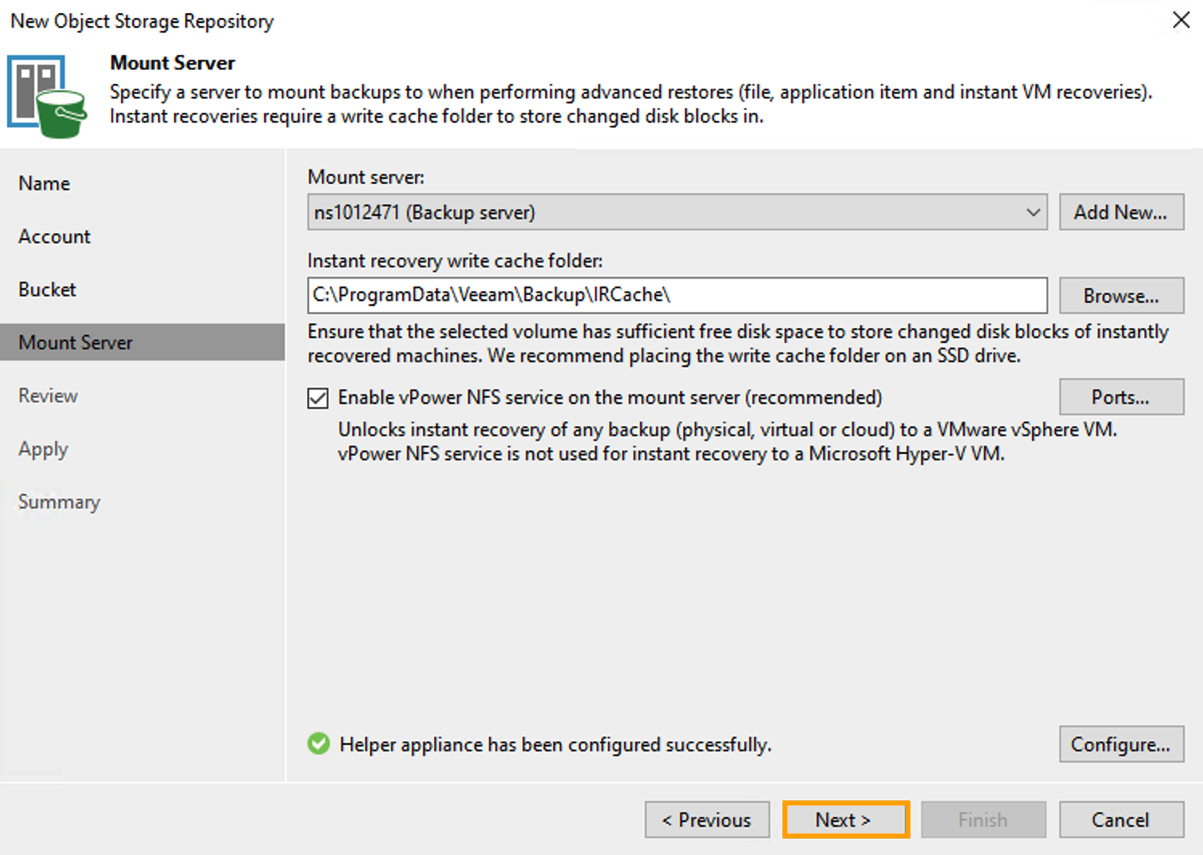 New Object Storage Repository
Mount Server
Specify a server to mount backups to when performing advanced restores (file, application item and instant VM recoveries).
Instant recoveries require a write cache folder to store changed disk blocks in.
Name
Account
Bucket
Mount Server
Review
Apply
Summary
Mount server:
ns1012471 (Backup server)
Add New...
Instant recovery write cache folder:
C:\ProgramData\Veeam\Backup\IRCache\
Browse...
Ensure that the selected volume has sufficient free disk space to store changed disk blocks of instantly
recovered machines. We recommend placing the write cache folder on an SSD drive.
Enable vPower NFS service on the mount server (recommended)
Ports...
Unlocks instant recovery of any backup (physical, virtual or cloud) to a VMware vSphere VM.
vPower NFS service is not used for instant recovery to a Microsoft Hyper-V VM.
Helper appliance has been configured successfully.
Configure...
< Previous
Next >
Finish
Cancel